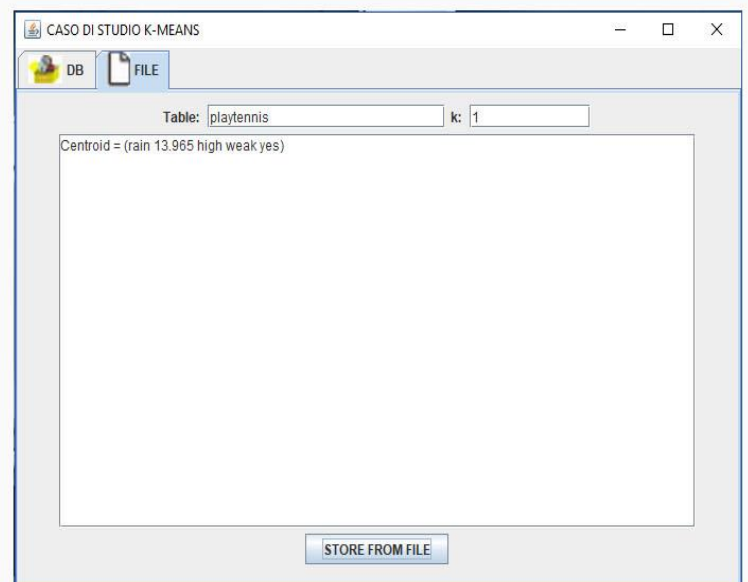 CASO DI STUDIO K-MEANS
DB FILE
Table: playtennis k: 1
Centroid = (rain 13.965 high weak yes)
STORE FROM FILE